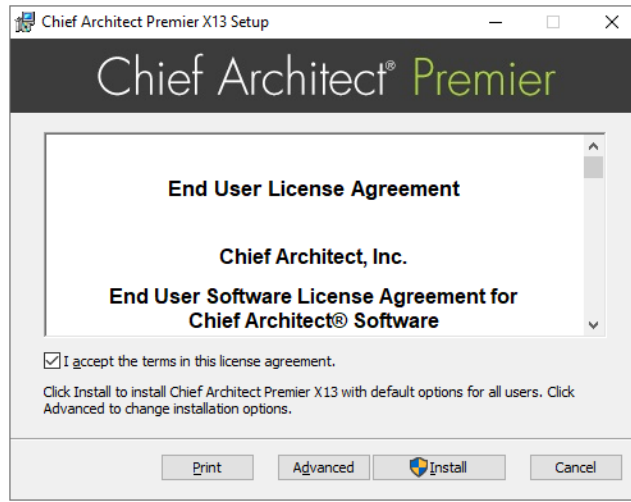 Chief Architect Premier X13 Setup
Chief Architect® Premier
End User License Agreement
Chief Architect, Inc.
End User Software License Agreement for
Chief Architect® Software
I accept the terms in this license agreement.
Click Install to install Chief Architect Premier X13 with default options for all users. Click
Advanced to change installation options.
Print
Advanced
Install
Cancel